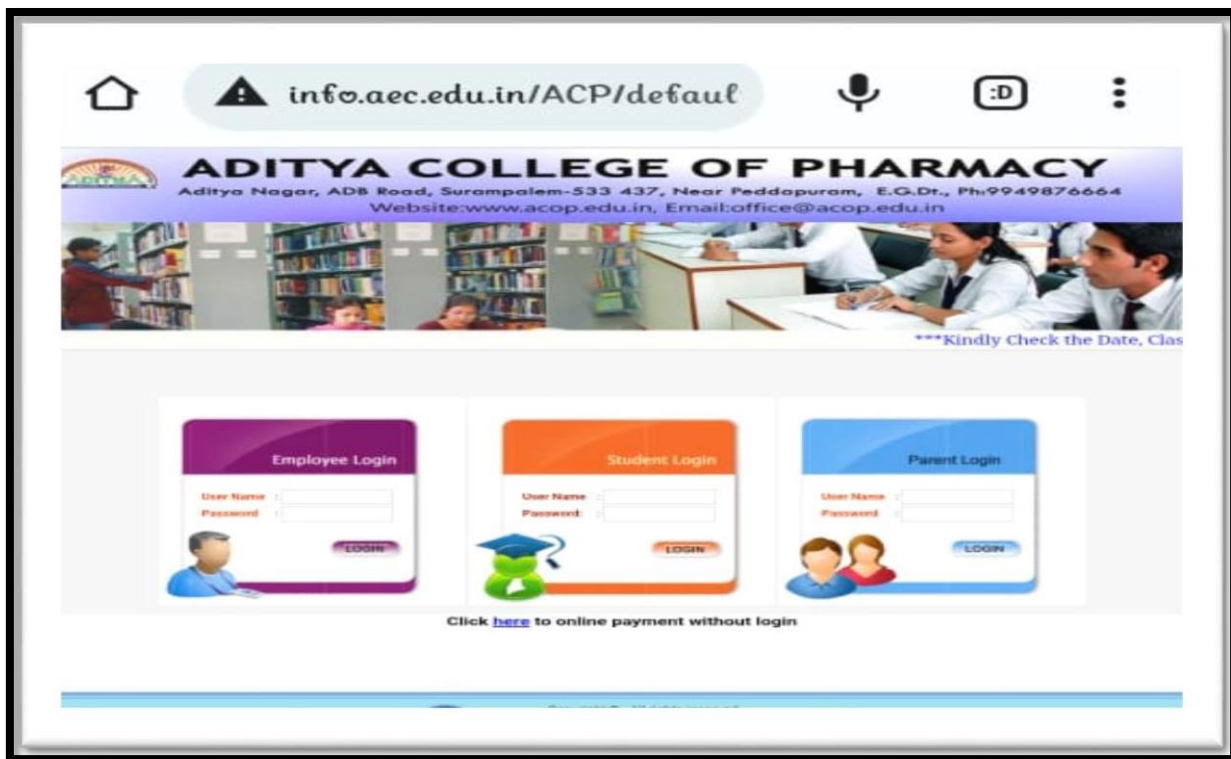 :D
info.aec.edu.in/ACP/defaul
ADITYA
ADITYA COLLEGE OF PHARMACY
Aditya Nagar, ADB Road, Surampalem-533 437, Near Peddapuram, E.G.Dt., Ph:9949876664
Website:www.acop.edu.in, Email:office@acop.edu.in
***Kindly Check the Date, Clas
Employee Login
User Name :
Password :
LOGIN
Student Login
User Name :
Password: :
LOGIN
Parent Login
User Name :
Password :
LOGIN
Click here to online payment without login